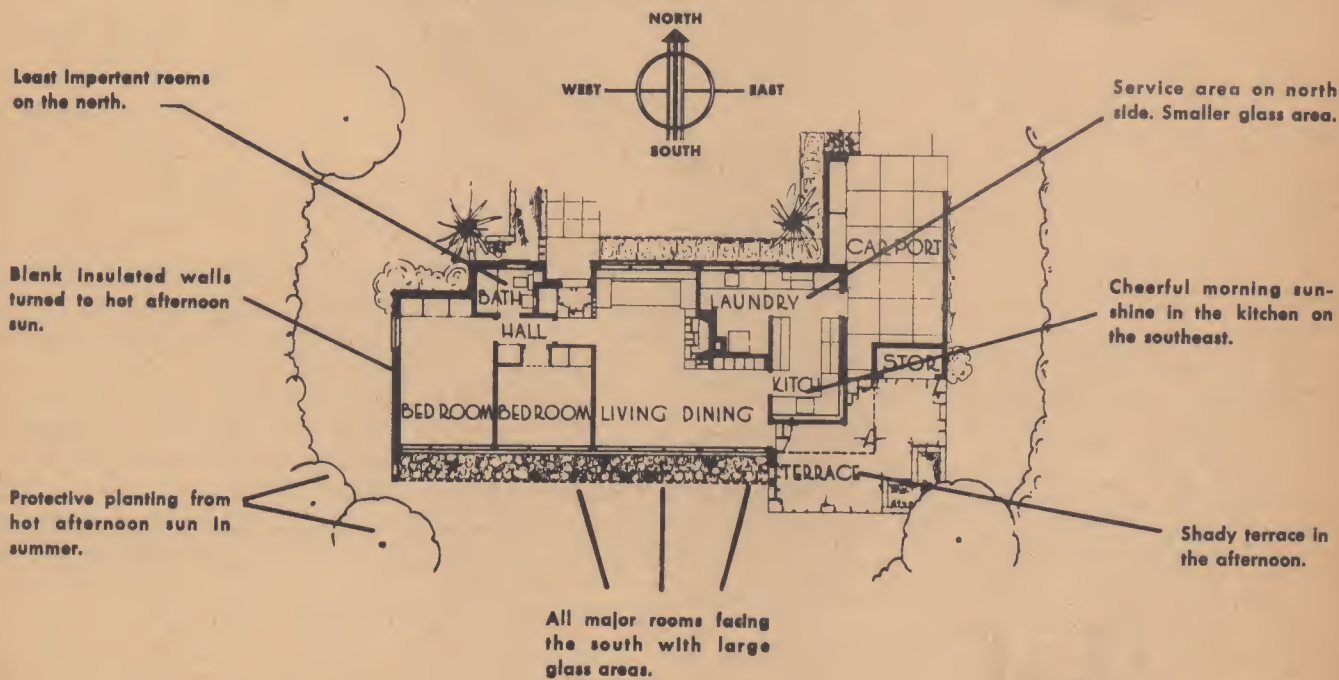 NORTH
WEST
EAST
SOUTH
Least important rooms
on the north.
Service area on north
side. Smaller glass area.
Blank insulated walls
turned to hot afternoon
sun.
Cheerful morning sun-
shine in the kitchen on
the southeast.
CAR-PORT
BATH
LAUNDRY
HALL
STOR
KITCH
BEDROOM
BEDROOM
LIVING DINING
TERRACE
Protective planting from
hot afternoon sun in
summer.
Shady terrace in
the afternoon.
All major rooms facing
the south with large
glass areas.